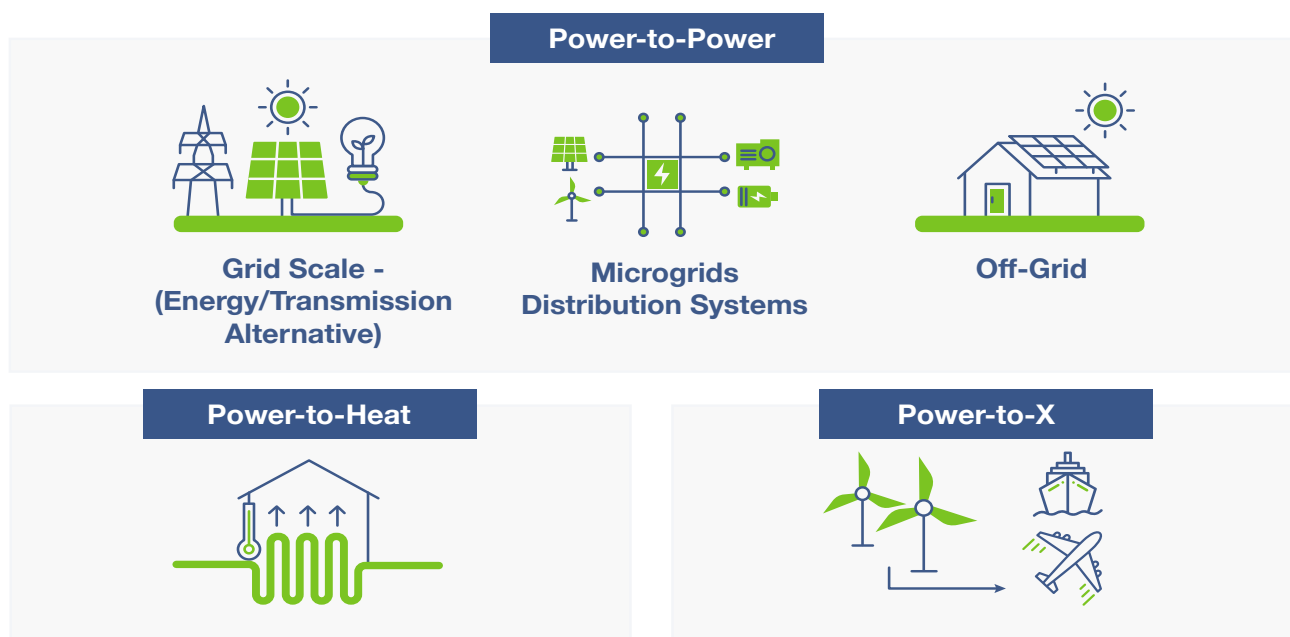 Power-to-Power
Grid Scale -
(Energy/Transmission
Alternative)
Microgrids
Distribution Systems
Off-Grid
Power-to-Heat
Power-to-X